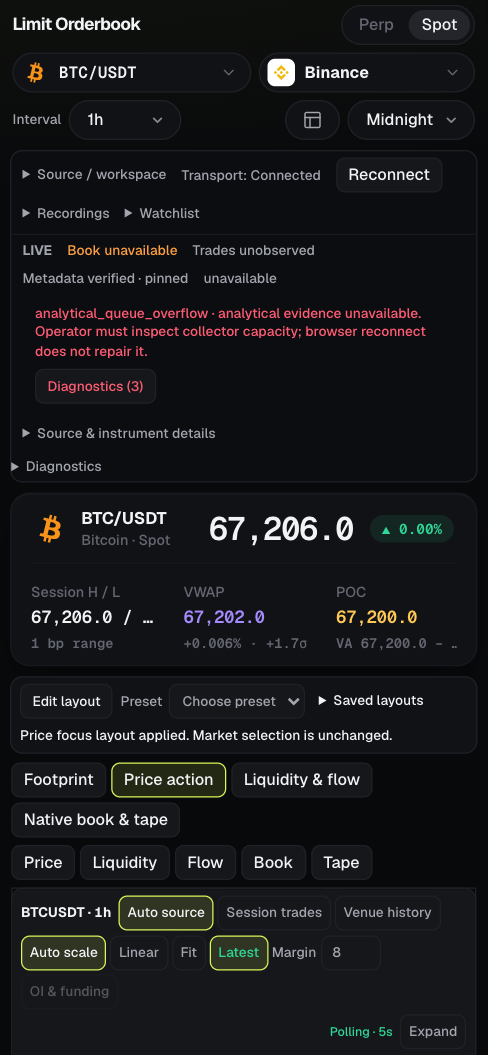 Limit Orderbook
Perp Spot
BTC/USDT
Binance
Interval 1h
Midnight
Source / workspace Transport: Connected Reconnect
Recordings Watchlist
LIVE Book unavailable Trades unobserved
Metadata verified · pinned unavailable
analytical_queue_overflow · analytical evidence unavailable.
Operator must inspect collector capacity; browser reconnect
does not repair it.
Diagnostics (3)
Source & instrument details
Diagnostics
BTC/USDT
Bitcoin · Spot
67,206.0
▲ 0.00%
Session H / L VWAP POC
67,206.0 / … 67,202.0 67,200.0
1 bp range +0.006% · +1.7σ VA 67,200.0 – …
Edit layout Preset Choose preset Saved layouts
Price focus layout applied. Market selection is unchanged.
Footprint Price action Liquidity & flow
Native book & tape
Price Liquidity Flow Book Tape
BTCUSDT · 1h Auto source Session trades Venue history
Auto scale Linear Fit Latest Margin 8
OI & funding
Polling · 5s Expand